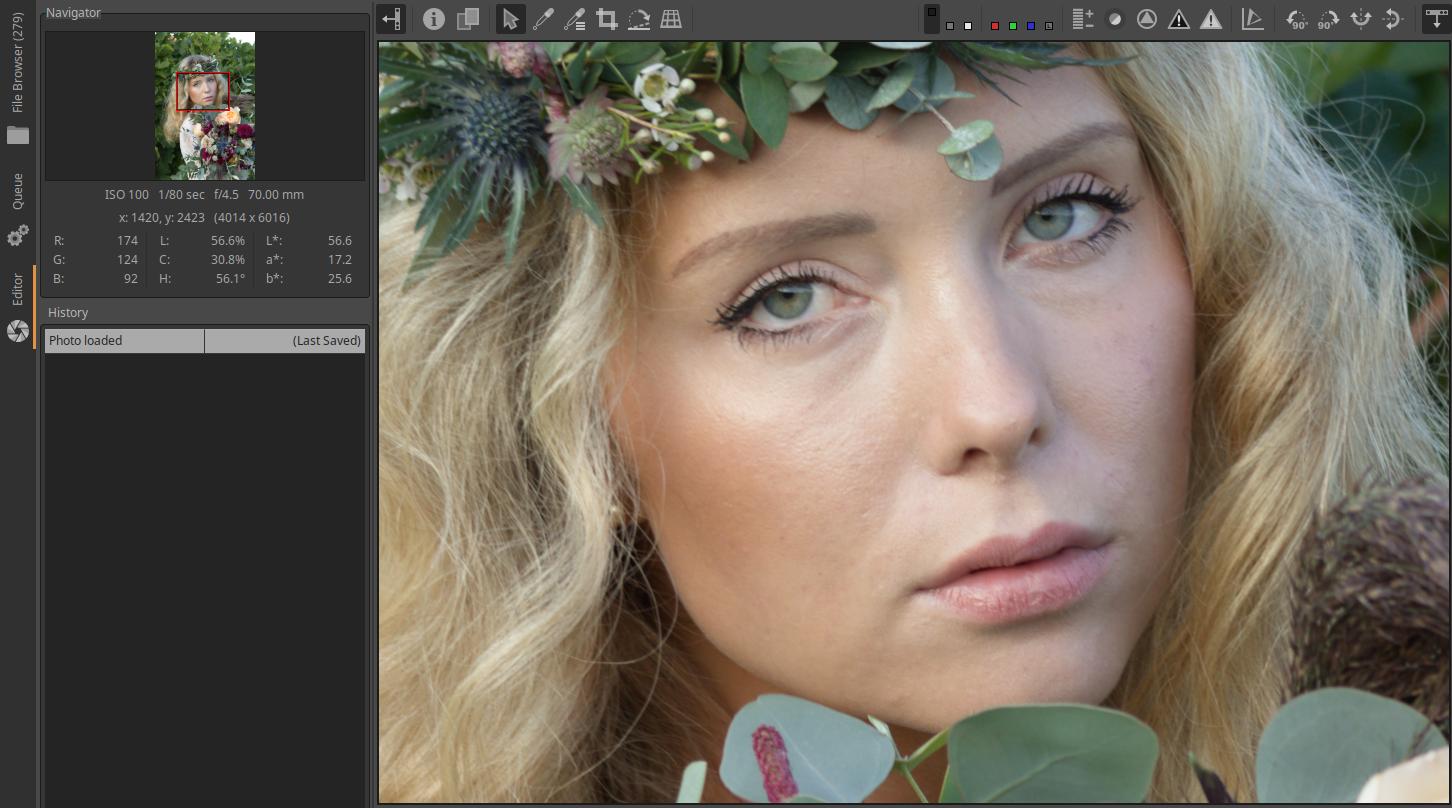 File Browser (279)
Queue
Editor
Navigator
ISO 100 1/80 sec f/4.5 70.00 mm
x: 1420, y: 2423 (4014 x 6016)
R: 174 L: 56.6% L*: 56.6
G: 124 C: 30.8% a*: 17.2
B: 92 H: 56.1° b*: 25.6
History
Photo loaded (Last Saved)
90° 90°